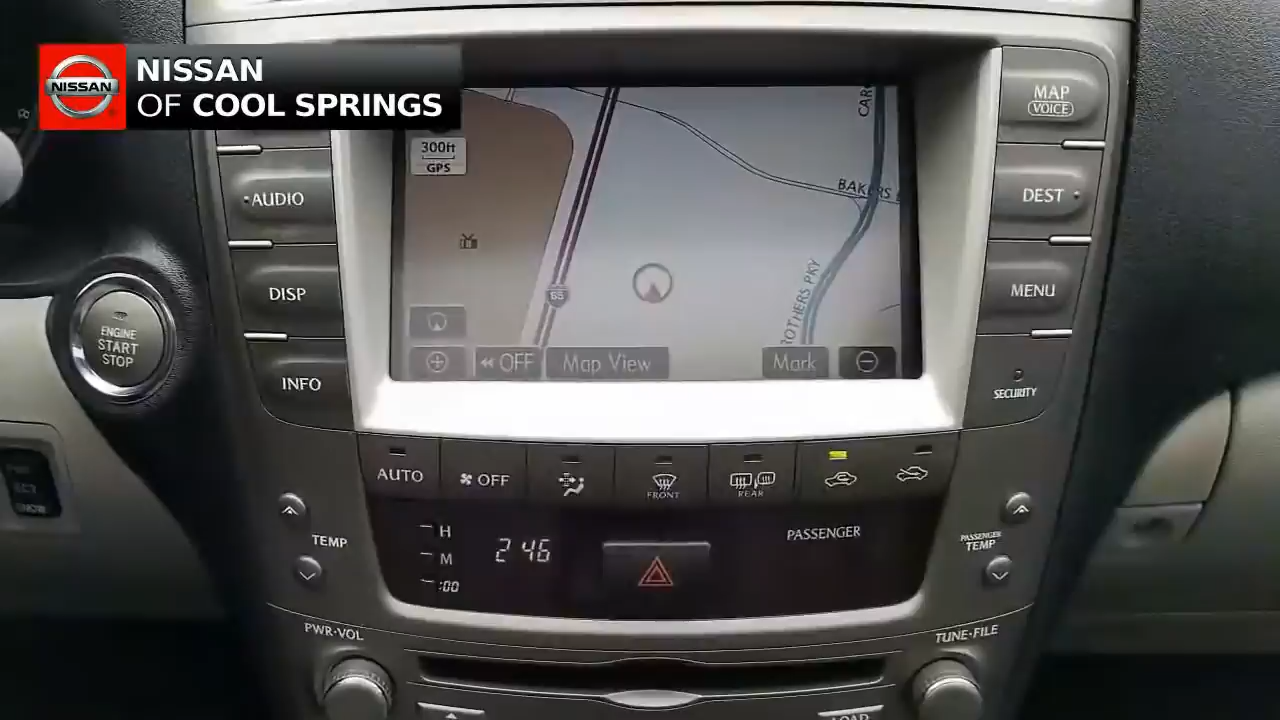 NISSAN
NISSAN
OF COOL SPRINGS
MAP
VOICE
300ft
GPS
AUDIO
DEST
BAKERS
65
DISP
MENU
ENGINE
START
STOP
OFF
Map View
Mark
INFO
SECURITY
AUTO
OFF
FRONT
REAR
H
M
:00
2 46
PASSENGER
TEMP
PASSENGER
TEMP
PWR·VOL
TUNE·FILE
LOAD